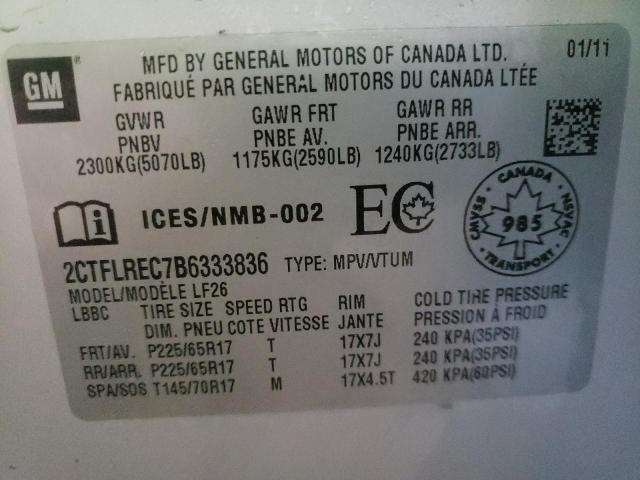 GM
MFD BY GENERAL MOTORS OF CANADA LTD. 01/11
FABRIQUÉ PAR GENERAL MOTORS DU CANADA LTÉE
GVWR GAWR FRT GAWR RR
PNBV PNBE AV. PNBE ARR.
2300KG(5070LB) 1175KG(2590LB) 1240KG(2733LB)
i ICES/NMB-002 EC
CANADA
CMVSS 985 NSVAC
2CTFLREC7B6333836 TYPE: MPV/VTUM
MODEL/MODÈLE LF26
LBBC TIRE SIZE SPEED RTG RIM COLD TIRE PRESSURE
DIM. PNEU COTE VITESSE JANTE PRESSION À FROID
FRT/AV. P225/65R17 T 17X7J 240 KPA(35PSI)
RR/ARR. P225/65R17 T 17X7J 240 KPA(35PSI)
SPA/SOS T145/70R17 M 17X4.5T 420 KPA(60PSI)